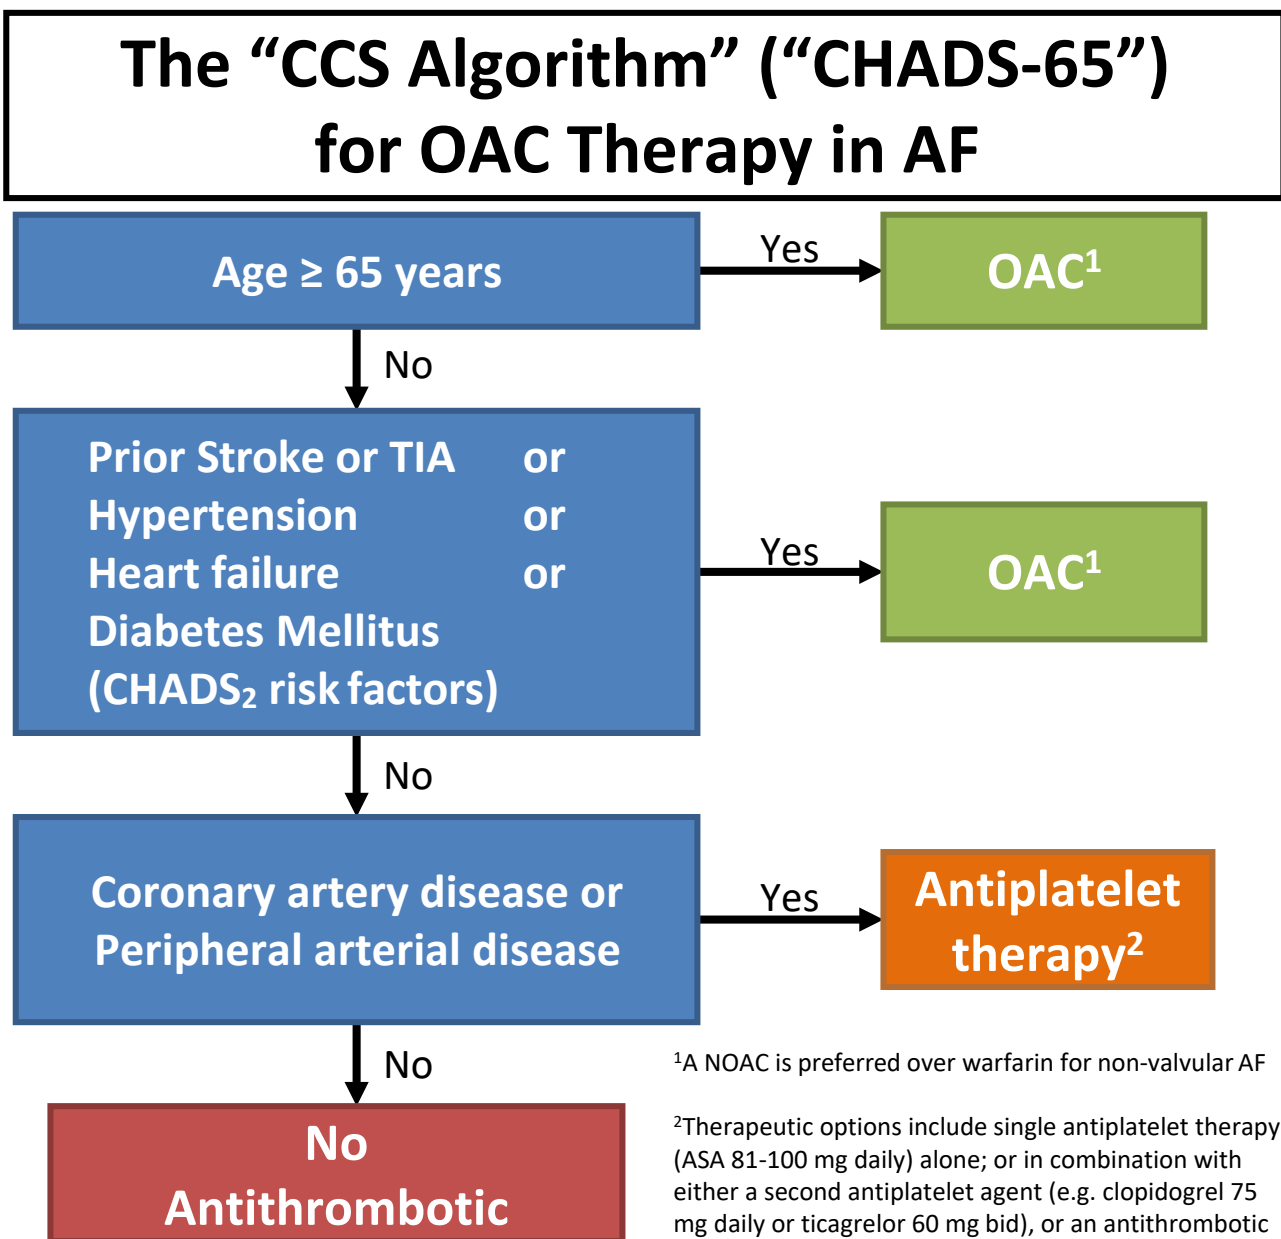 The “CCS Algorithm” (“CHADS-65”)
for OAC Therapy in AF
Age ≥ 65 years
Yes
OAC¹
No
Prior Stroke or TIA or
Hypertension or
Heart failure or
Diabetes Mellitus
(CHADS₂ risk factors)
Yes
OAC¹
No
Coronary artery disease or
Peripheral arterial disease
Yes
Antiplatelet
therapy²
No
No
Antithrombotic
¹A NOAC is preferred over warfarin for non-valvular AF
²Therapeutic options include single antiplatelet therapy
(ASA 81-100 mg daily) alone; or in combination with
either a second antiplatelet agent (e.g. clopidogrel 75
mg daily or ticagrelor 60 mg bid), or an antithrombotic